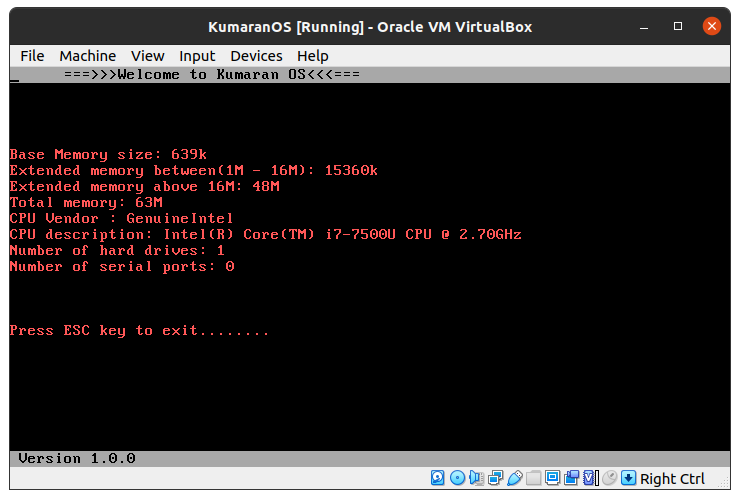 KumaranOS [Running] - Oracle VM VirtualBox
File Machine View Input Devices Help
===>>>Welcome to Kumaran OS<<<===
Base Memory size: 639k
Extended memory between(1M - 16M): 15360k
Extended memory above 16M: 48M
Total memory: 63M
CPU Vendor : GenuineIntel
CPU description: Intel(R) Core(TM) i7-7500U CPU @ 2.70GHz
Number of hard drives: 1
Number of serial ports: 0
Press ESC key to exit........
Version 1.0.0
Right Ctrl